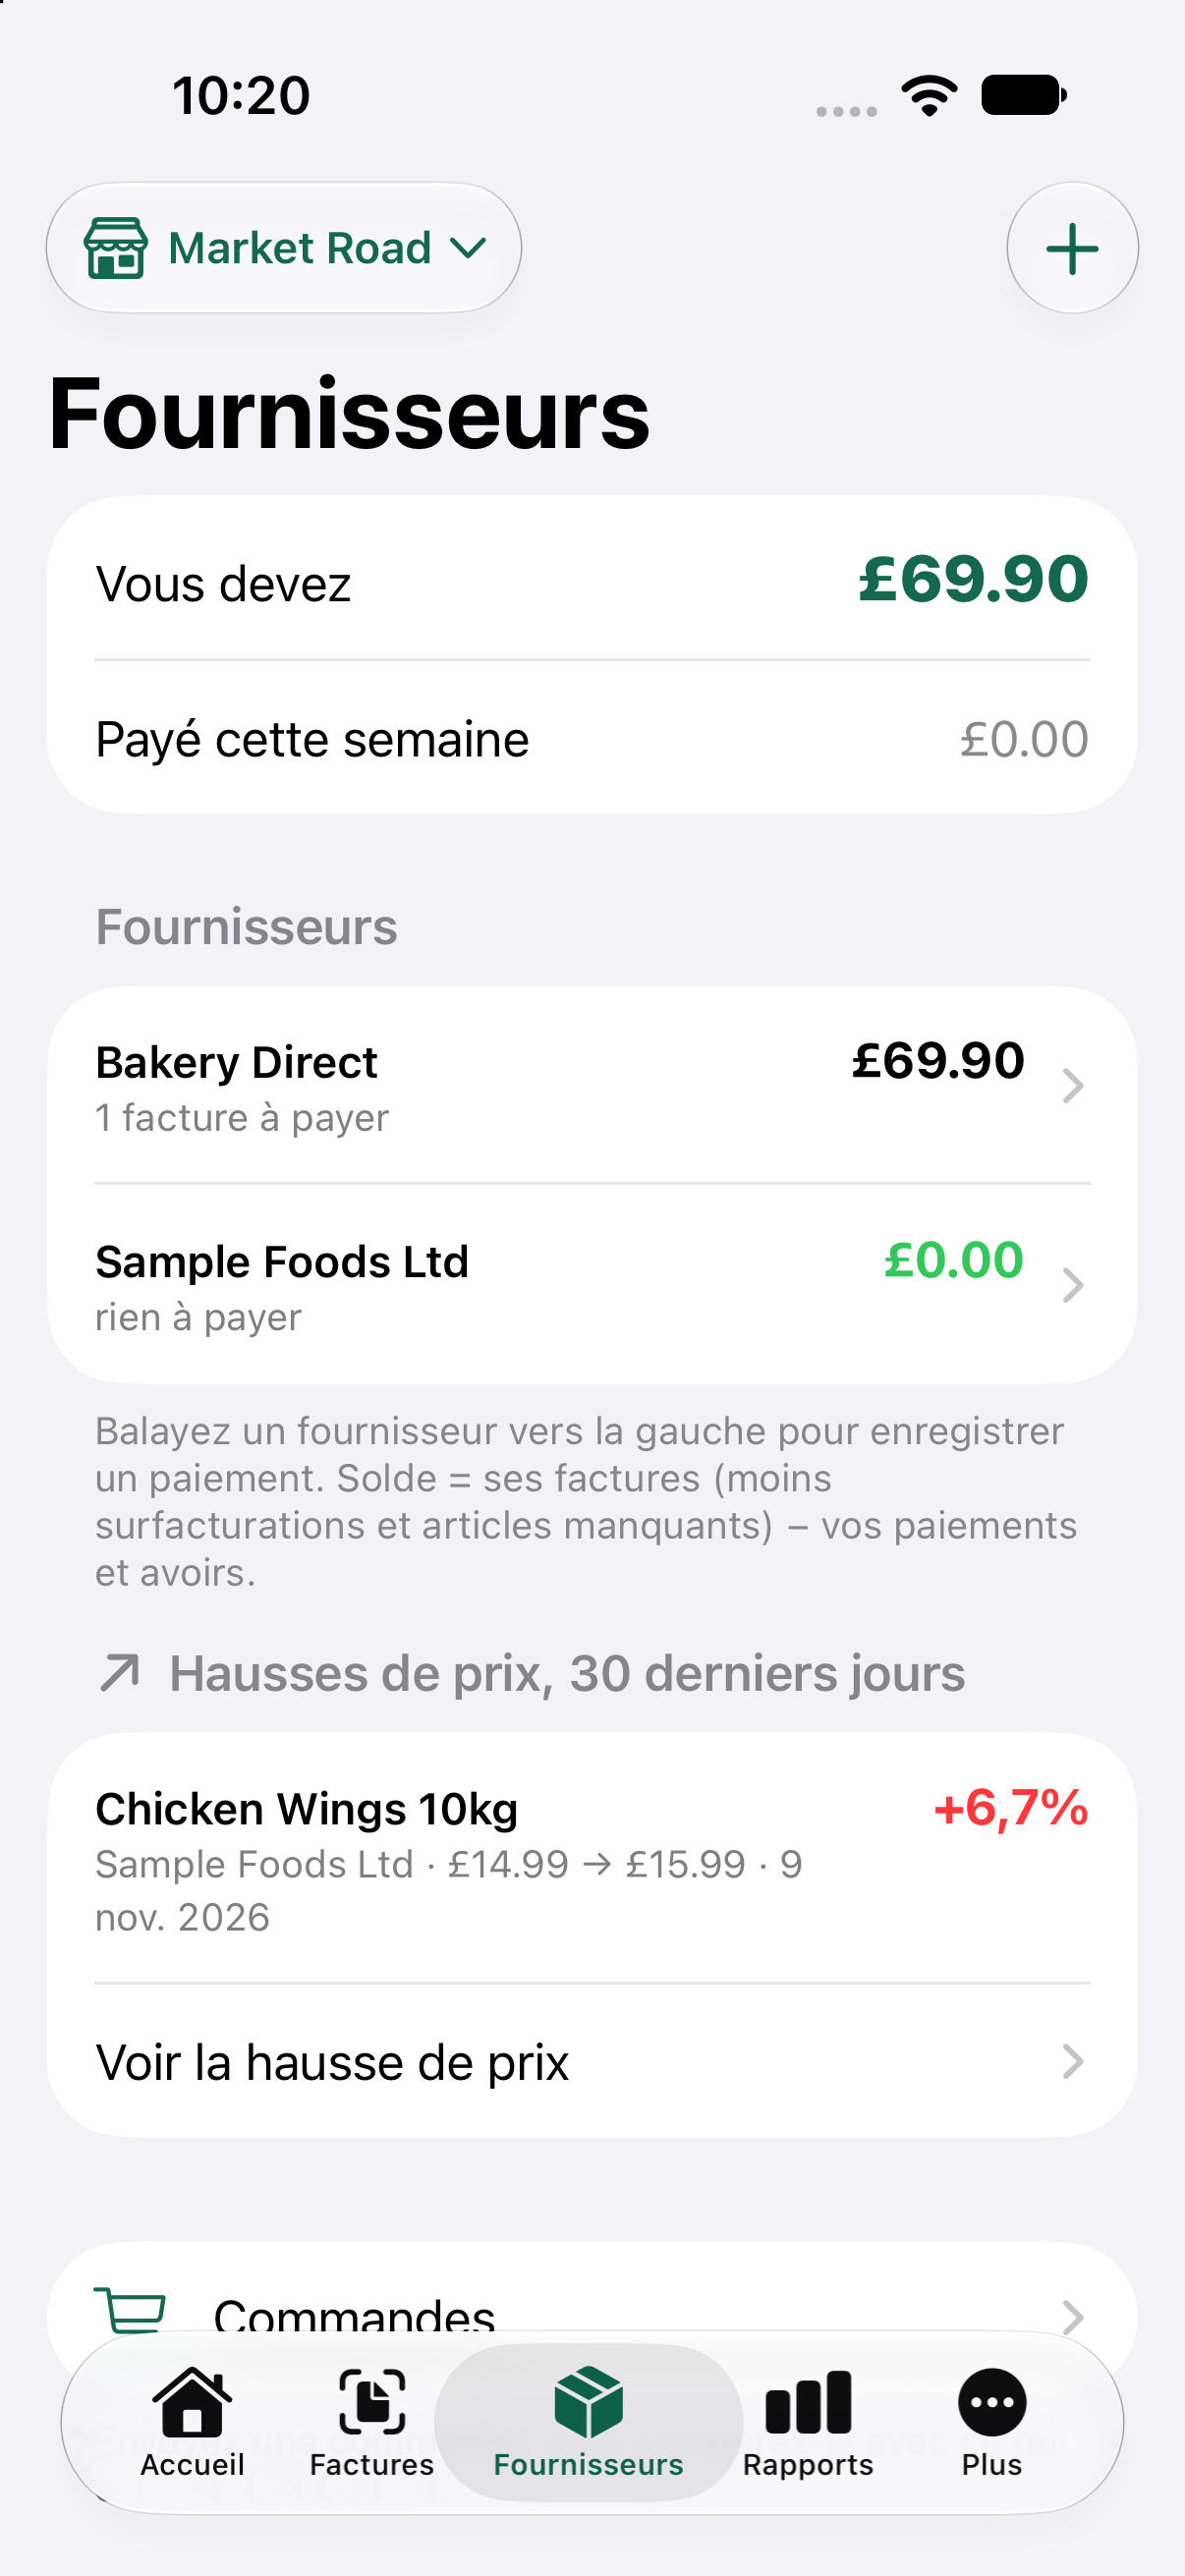 10:20
Market Road
Fournisseurs
Vous devez £69.90
Payé cette semaine £0.00
Fournisseurs
Bakery Direct £69.90
1 facture à payer
Sample Foods Ltd £0.00
rien à payer
Balayez un fournisseur vers la gauche pour enregistrer
un paiement. Solde = ses factures (moins
surfacturations et articles manquants) – vos paiements
et avoirs.
Hausses de prix, 30 derniers jours
Chicken Wings 10kg +6,7%
Sample Foods Ltd · £14.99 → £15.99 · 9
nov. 2026
Voir la hausse de prix
Commandes
Accueil Factures Fournisseurs Rapports Plus